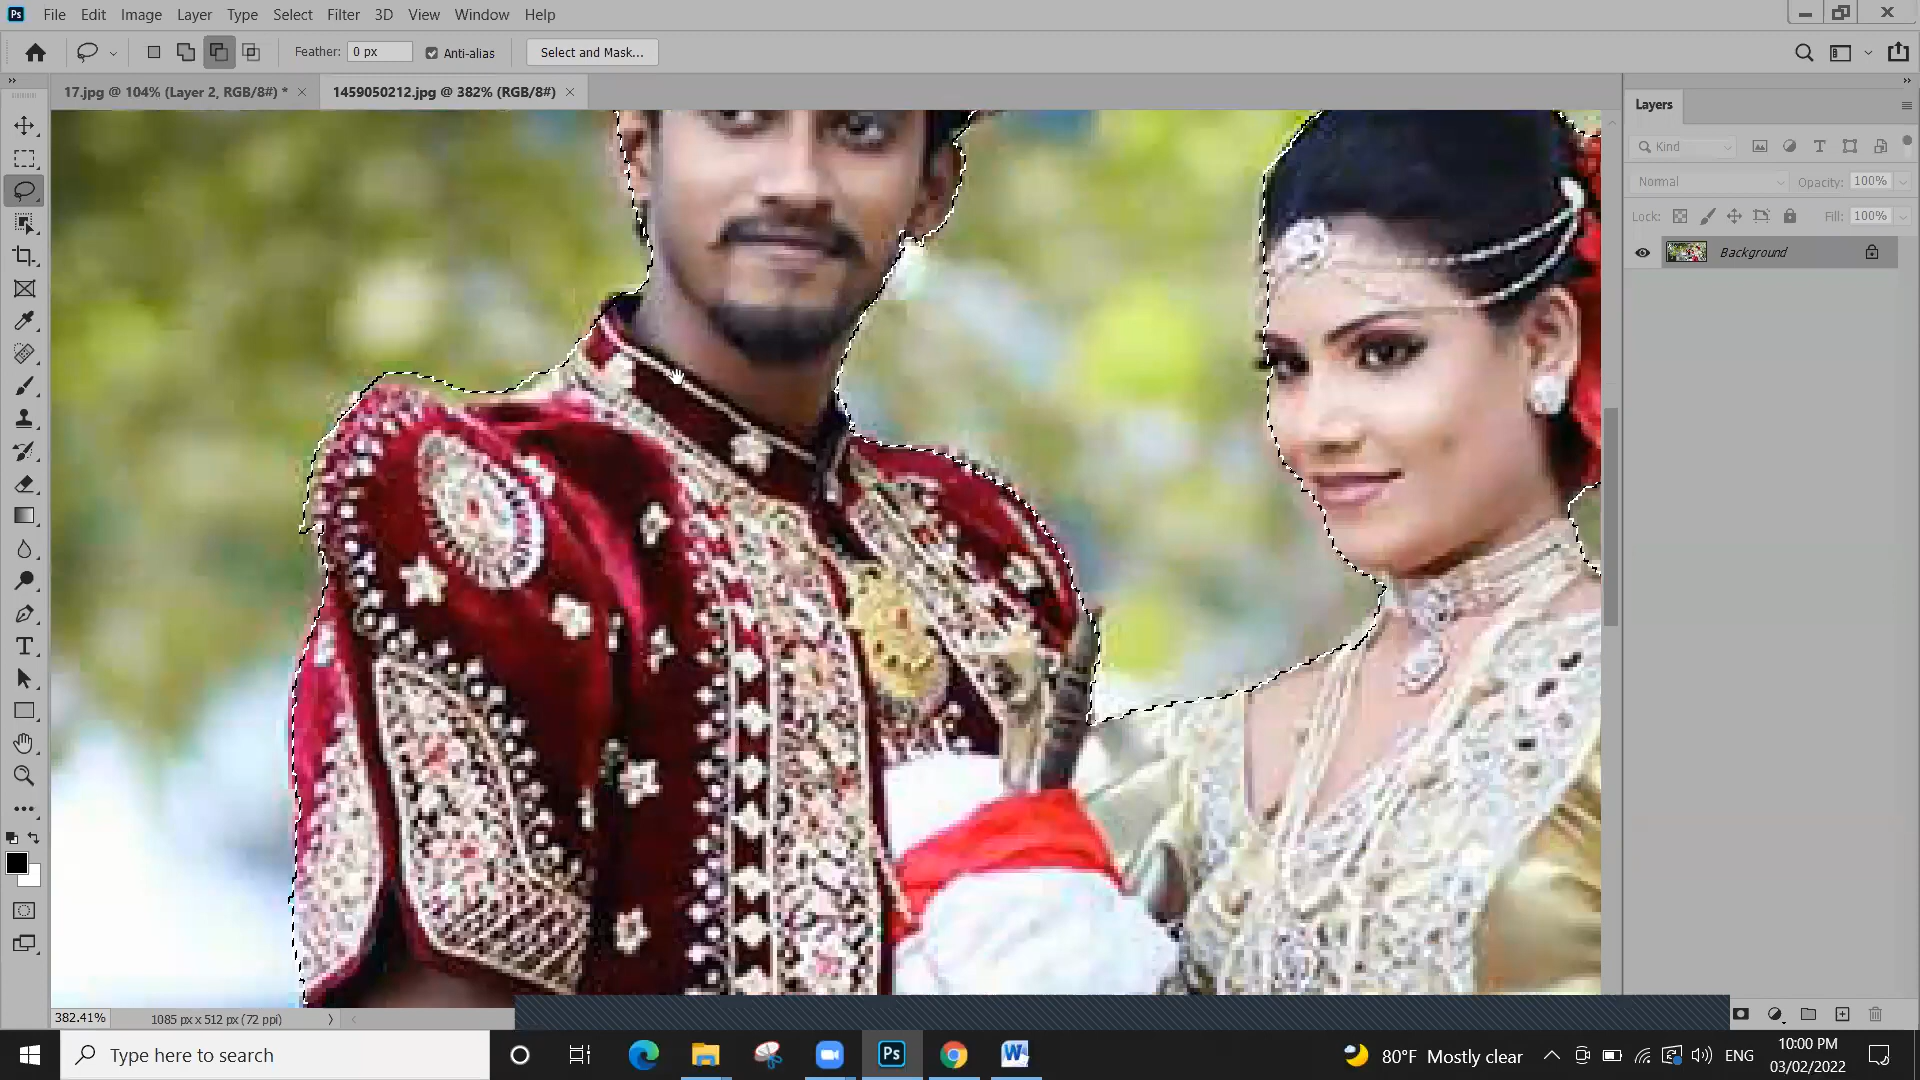 Ps File Edit Image Layer Type Select Filter 3D View Window Help
Feather: 0 px Anti-alias Select and Mask...
17.jpg @ 104% (Layer 2, RGB/8#) * 1459050212.jpg @ 382% (RGB/8#)
Layers
Kind
Normal Opacity: 100%
Lock: Fill: 100%
Background
382.41% 1085 px x 512 px (72 ppi)
Type here to search
Ps
80°F Mostly clear ENG
10:00 PM
03/02/2022